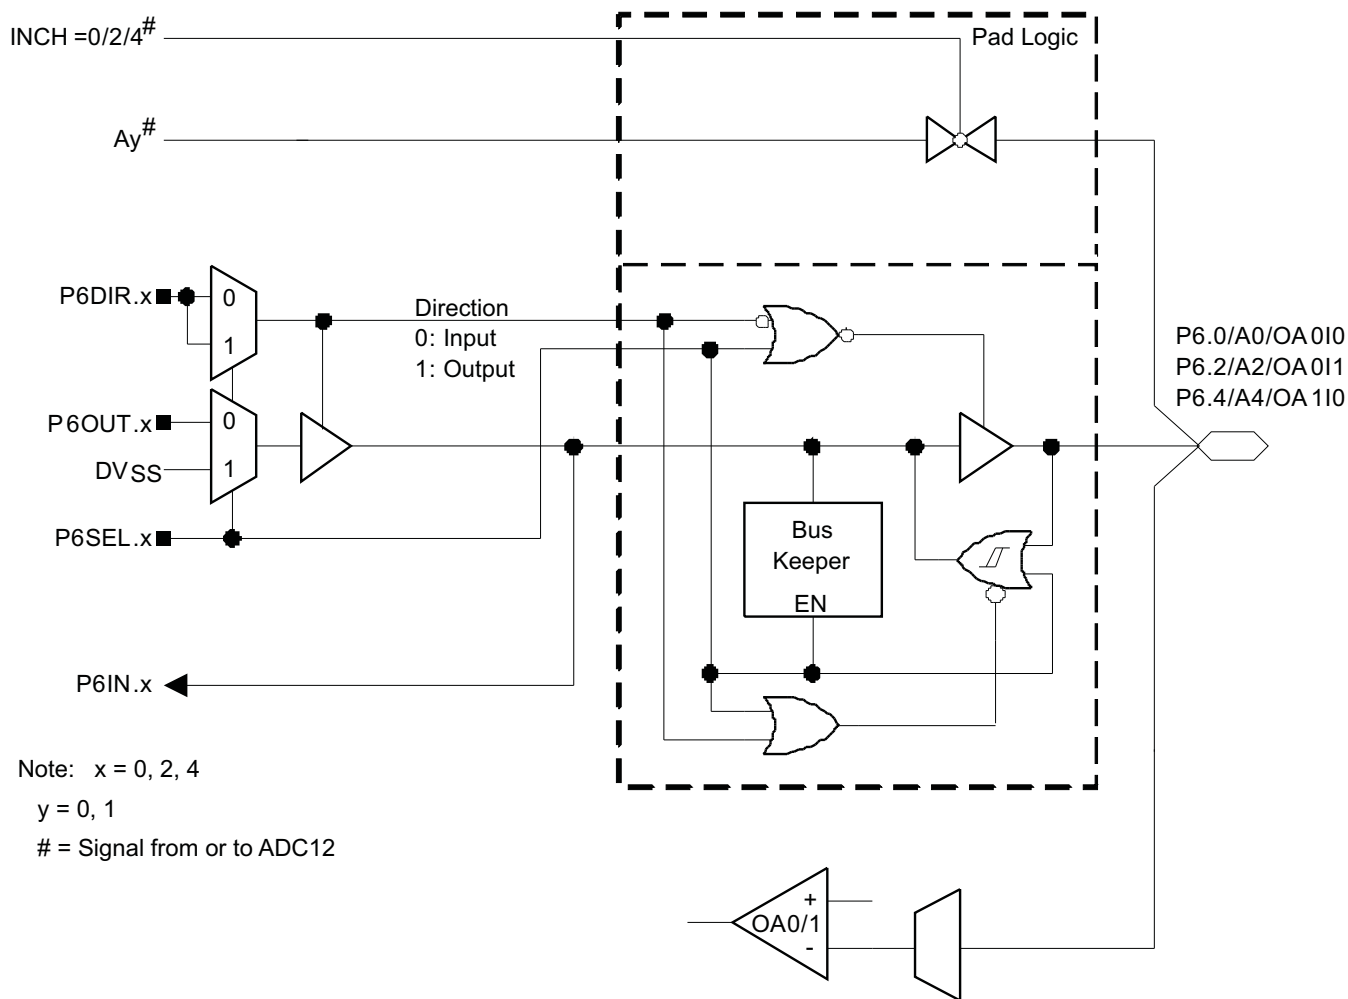 INCH =0/2/4#
Pad Logic
Ay#
P6DIR.x
0
1
Direction
0: Input
1: Output
P6.0/A0/OA0I0
P6.2/A2/OA0I1
P6.4/A4/OA1I0
P6OUT.x
0
DVSS
1
P6SEL.x
Bus
Keeper
EN
P6IN.x
Note: x = 0, 2, 4
y = 0, 1
# = Signal from or to ADC12
+
OA0/1
-